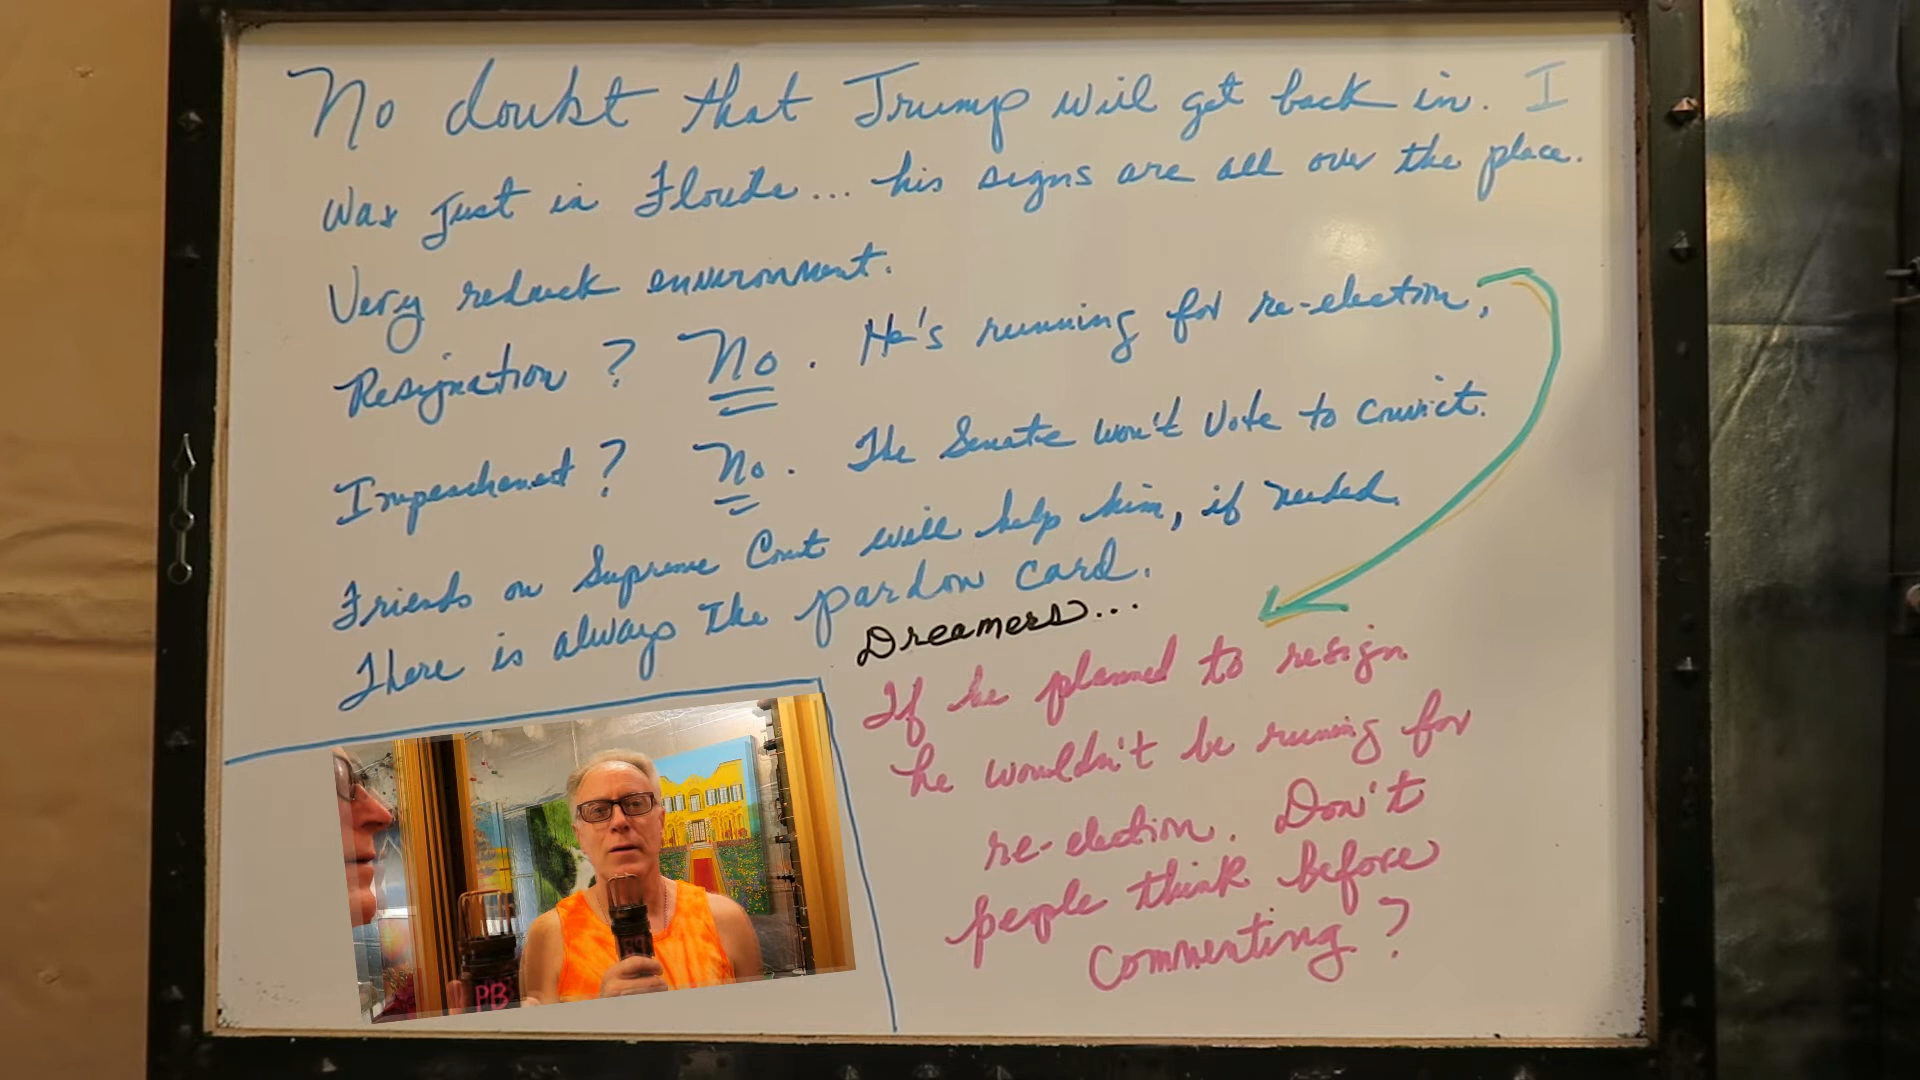 No doubt that Trump will get back in. I
was just in Florida... his signs are all over the place.
Very redneck environment.
Resignation? No. He's running for re-election.
Impeachment? No. The Senate won't vote to convict.
Friends on Supreme Court will help him, if needed.
There is always the pardon card.
Dreamers...
If he planned to resign
he wouldn't be running for
re-election. Don't
people think before
commenting?
PB